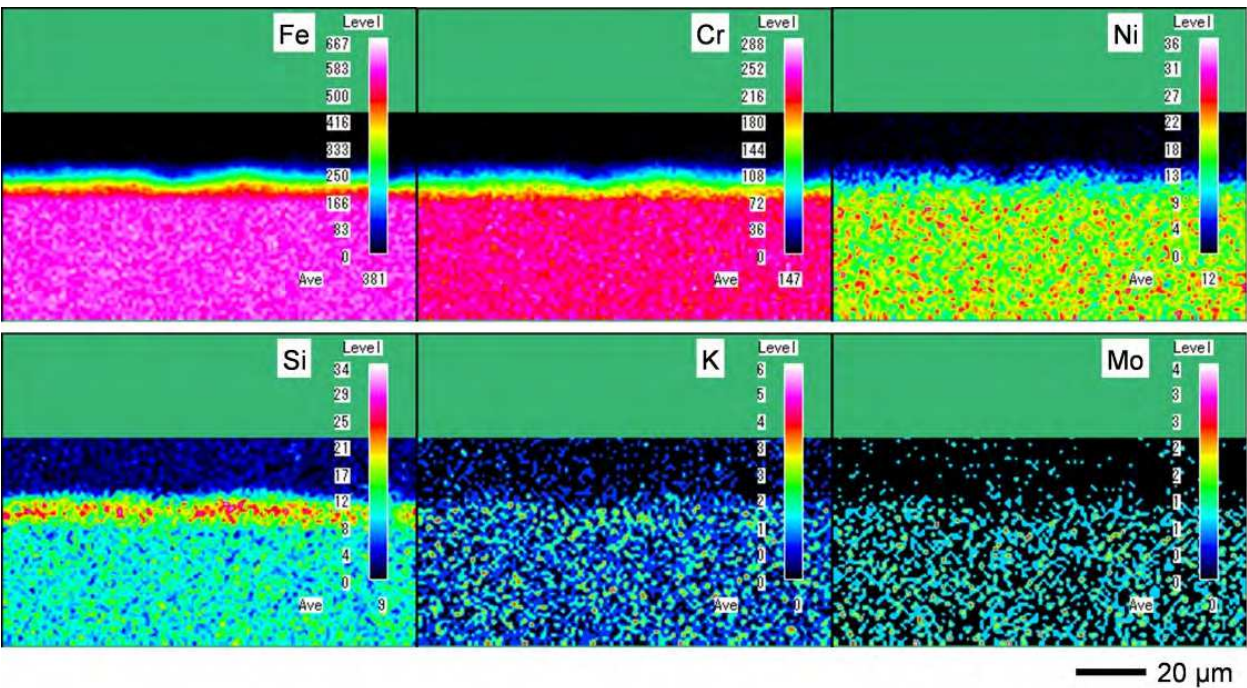 Fe
Level
667
583
500
416
333
250
166
83
0
Ave 381
Cr
Level
288
252
216
180
144
108
72
36
0
Ave 147
Ni
Level
36
31
27
22
18
13
9
4
0
Ave 12
Si
Level
34
29
25
21
17
12
8
4
0
Ave 9
K
Level
6
5
4
3
3
2
1
0
0
Ave 0
Mo
Level
4
3
3
2
2
1
1
0
0
Ave 0
20 μm